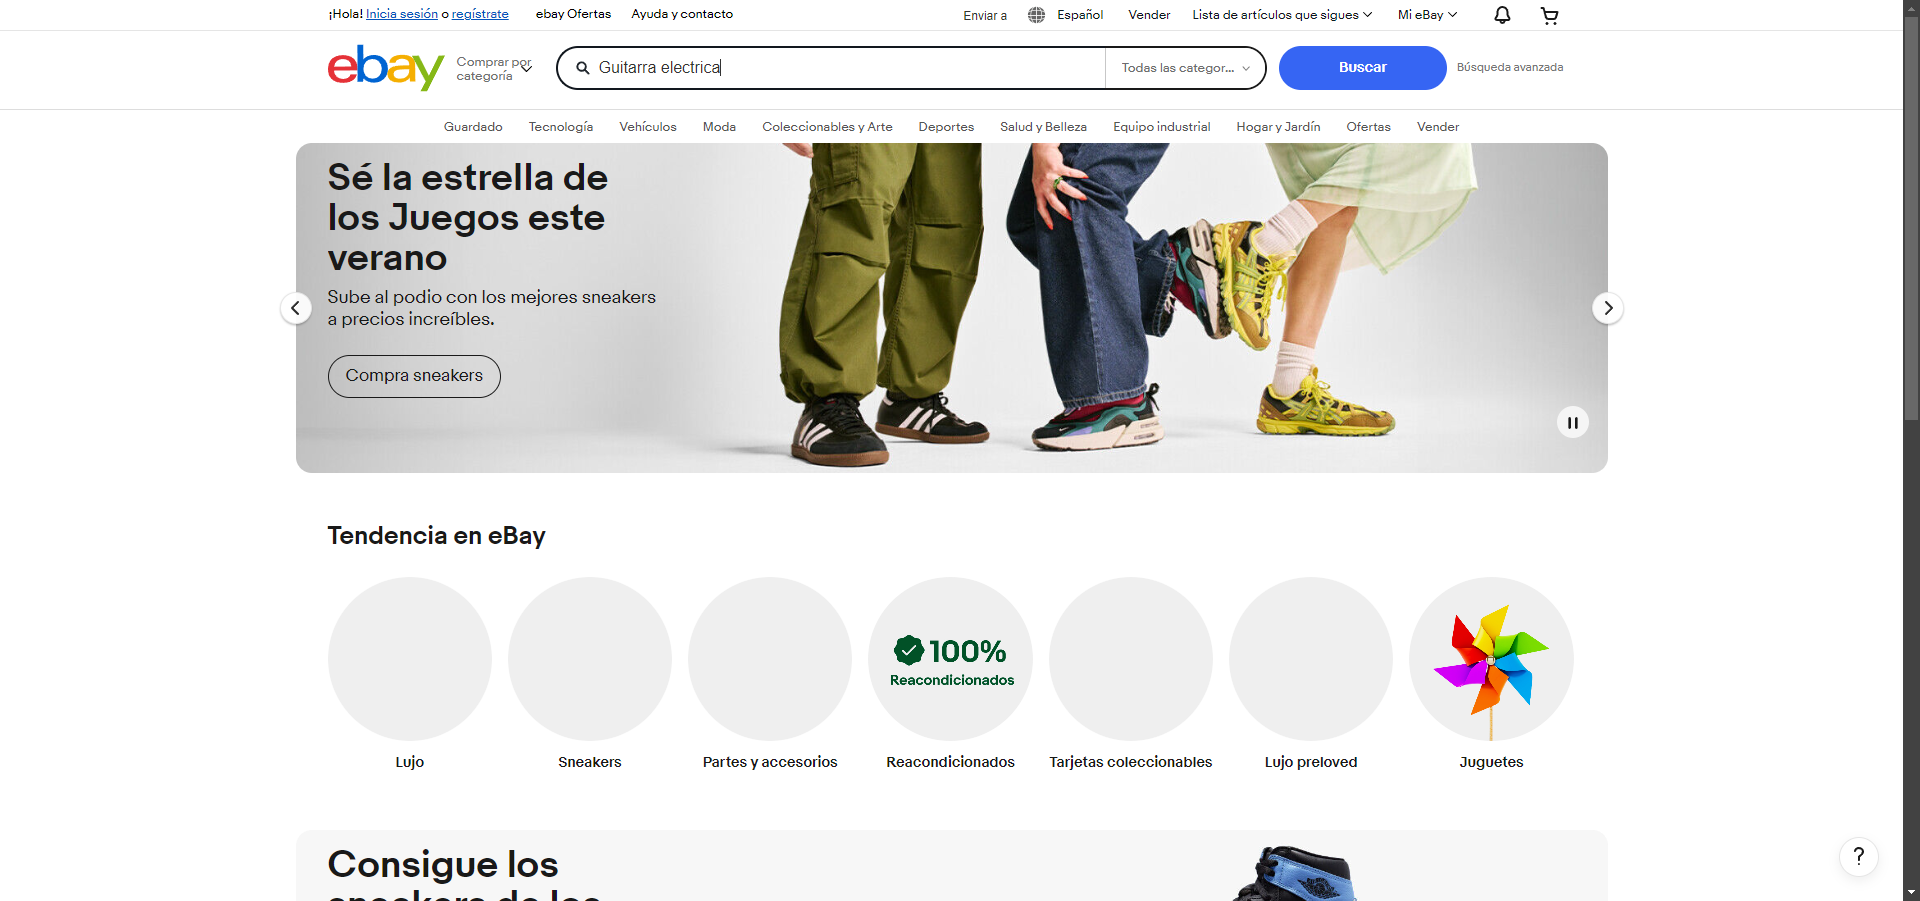 ¡Hola! Inicia sesión o regístrate
ebay Ofertas
Ayuda y contacto
Enviar a
Español
Vender
Lista de artículos que sigues
Mi eBay
ebay
Comprar por
categoría
Guitarra electrica
Todas las categor...
Buscar
Búsqueda avanzada
Guardado
Tecnología
Vehículos
Moda
Coleccionables y Arte
Deportes
Salud y Belleza
Equipo industrial
Hogar y Jardín
Ofertas
Vender
Sé la estrella de
los Juegos este
verano
Sube al podio con los mejores sneakers
a precios increíbles.
Compra sneakers
Tendencia en eBay
100%
Reacondicionados
Lujo
Sneakers
Partes y accesorios
Reacondicionados
Tarjetas coleccionables
Lujo preloved
Juguetes
Consigue los
sneakers de los
?